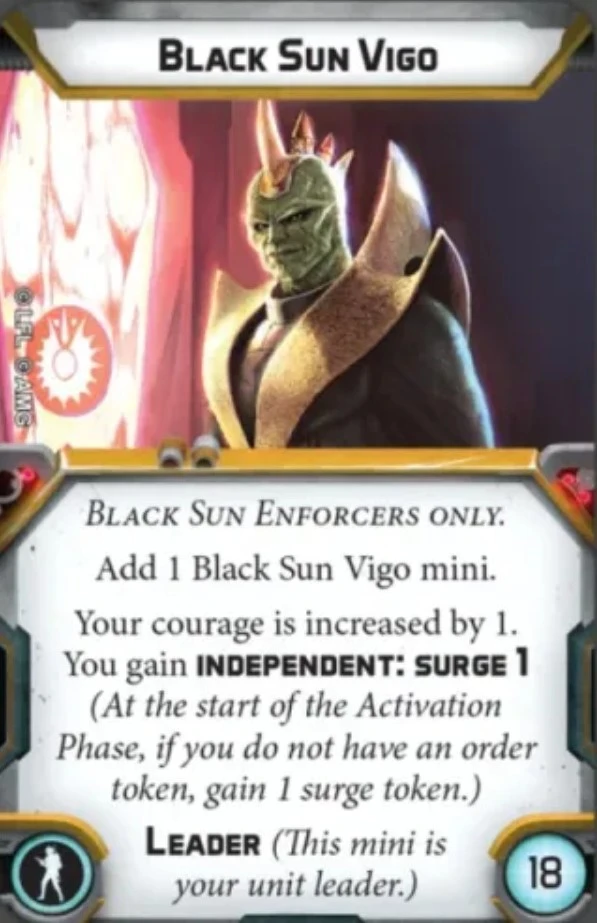 BLACK SUN VIGO
© LFL © AMG
BLACK SUN ENFORCERS ONLY.
Add 1 Black Sun Vigo mini.
Your courage is increased by 1.
You gain INDEPENDENT: SURGE 1
(At the start of the Activation
Phase, if you do not have an order
token, gain 1 surge token.)
LEADER (This mini is
your unit leader.)
18